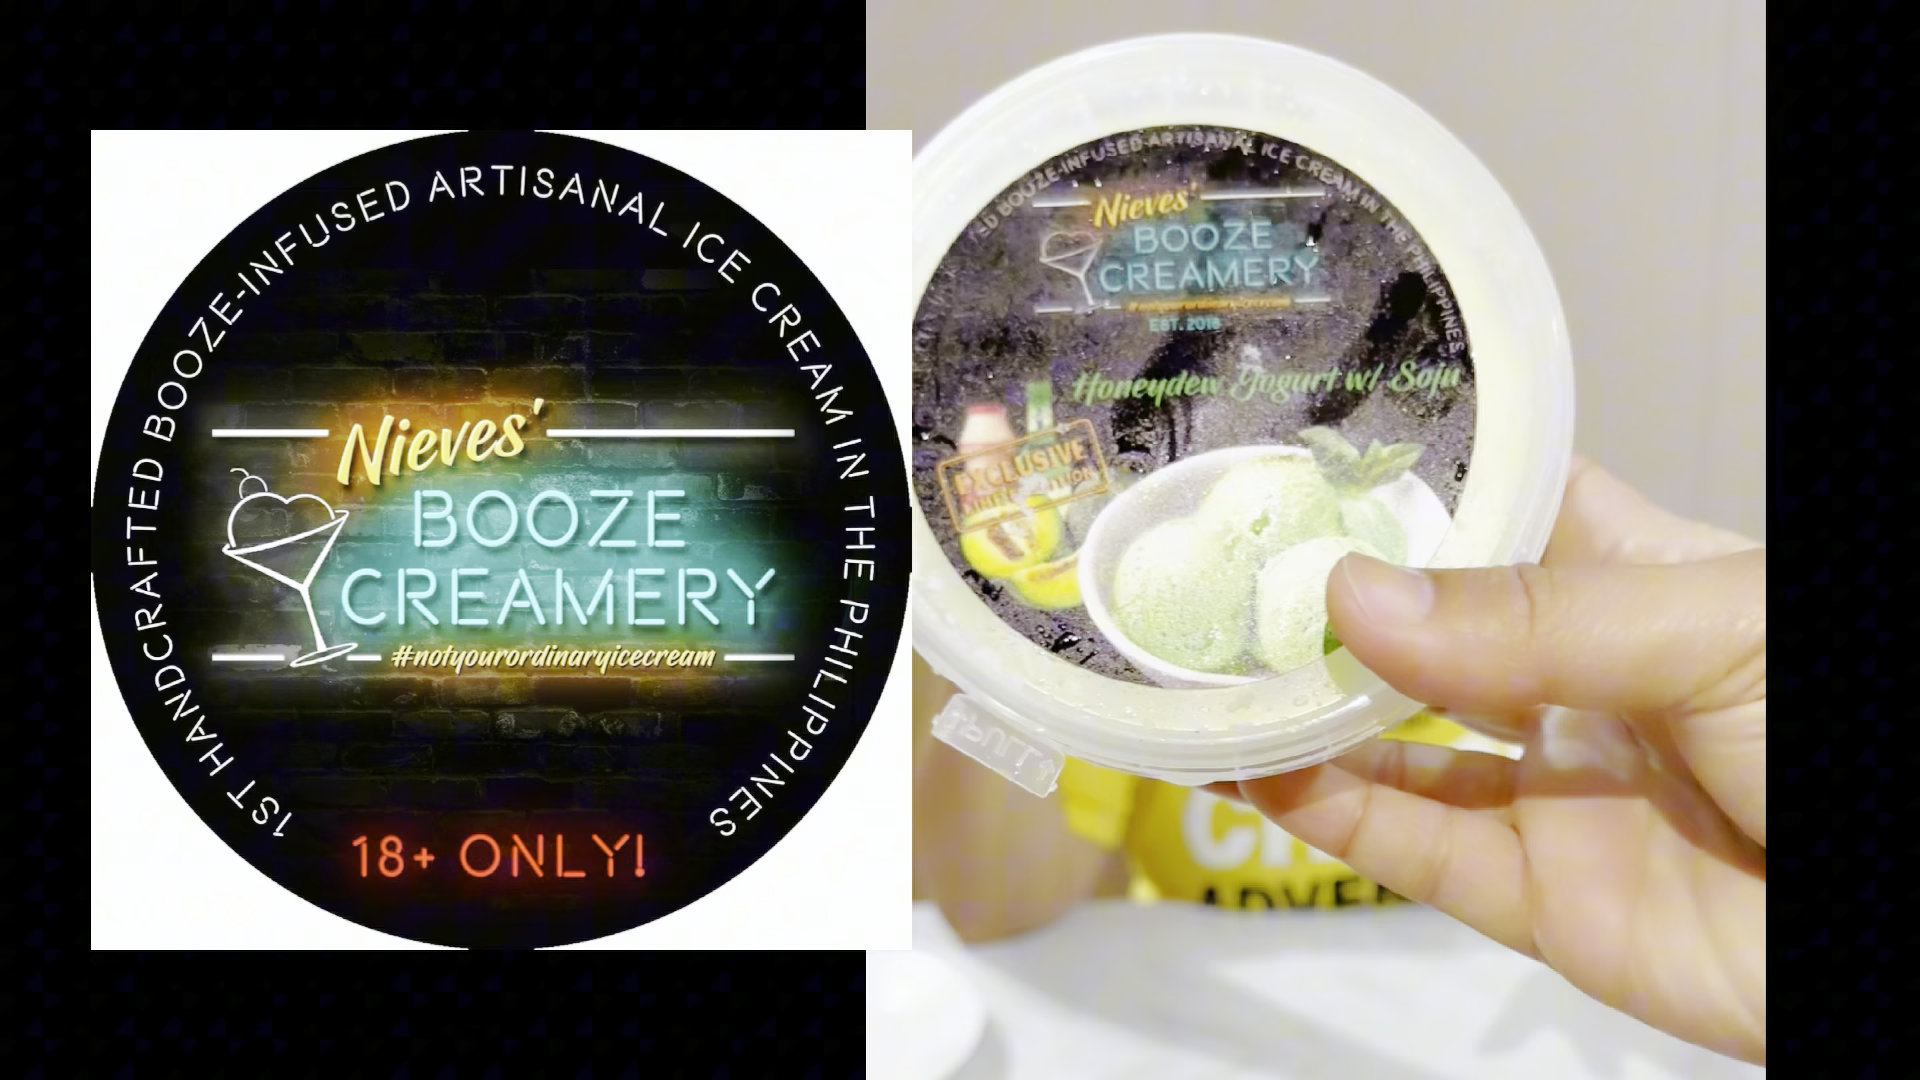 1ST HANDCRAFTED BOOZE-INFUSED ARTISANAL ICE CREAM IN THE PHILIPPINES
Nieves'
BOOZE
CREAMERY
#notyourordinaryicecream
18+ ONLY!
BOOZE-INFUSED ARTISANAL ICE CREAM IN THE PHILIPPINES
Nieves'
BOOZE
CREAMERY
#notyourordinaryicecream
EST. 2018
Honeydew Yogurt w/ Soju
EXCLUSIVE